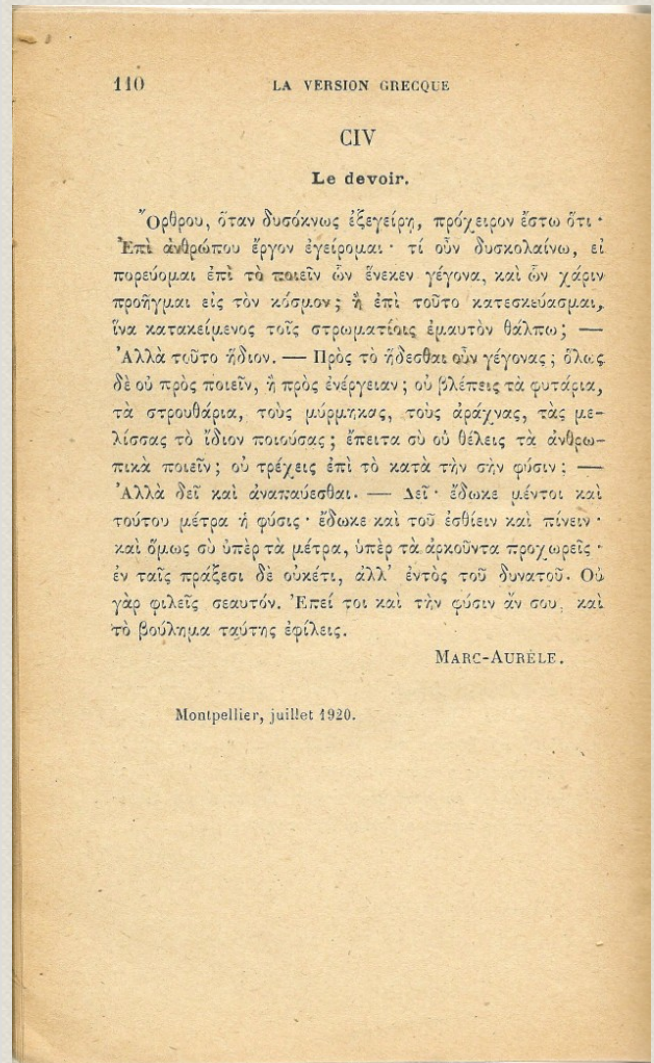 110 LA VERSION GRECQUE
CIV
Le devoir.
Ὄρθρου, ὅταν δυσόκνως ἐξεγείρῃ, πρόχειρον ἔστω ὅτι ·
Ἐπὶ ἀνθρώπου ἔργον ἐγείρομαι · τί οὖν δυσκολαίνω, εἰ
πορεύομαι ἐπὶ τὸ ποιεῖν ὧν ἕνεκεν γέγονα, καὶ ὧν χάριν
προῆγμαι εἰς τὸν κόσμον ; ἢ ἐπὶ τοῦτο κατεσκεύασμαι,
ἵνα κατακείμενος τοῖς στρωματίοις ἐμαυτὸν θάλπω ; —
Ἀλλὰ τοῦτο ἥδιον. — Πρὸς τὸ ἥδεσθαι οὖν γέγονας ; ὅλως
δὲ οὐ πρὸς ποιεῖν, ἢ πρὸς ἐνέργειαν ; οὐ βλέπεις τὰ φυτάρια,
τὰ στρουθάρια, τοὺς μύρμηκας, τοὺς ἀράχνας, τὰς με-
λίσσας τὸ ἴδιον ποιούσας ; ἔπειτα σὺ οὐ θέλεις τὰ ἀνθρω-
πικὰ ποιεῖν ; οὐ τρέχεις ἐπὶ τὸ κατὰ τὴν σὴν φύσιν ; —
Ἀλλὰ δεῖ καὶ ἀναπαύεσθαι. — Δεῖ · ἔδωκε μέντοι καὶ
τούτου μέτρα ἡ φύσις · ἔδωκε καὶ τοῦ ἐσθίειν καὶ πίνειν ·
καὶ ὅμως σὺ ὑπὲρ τὰ μέτρα, ὑπὲρ τὰ ἀρκοῦντα προχωρεῖς ·
ἐν ταῖς πράξεσι δὲ οὐκέτι, ἀλλ' ἐντὸς τοῦ δυνατοῦ. Οὐ
γὰρ φιλεῖς σεαυτόν. Ἐπεί τοι καὶ τὴν φύσιν ἄν σου, καὶ
τὸ βούλημα ταύτης ἐφίλεις.
MARC-AURÈLE.
Montpellier, juillet 1920.